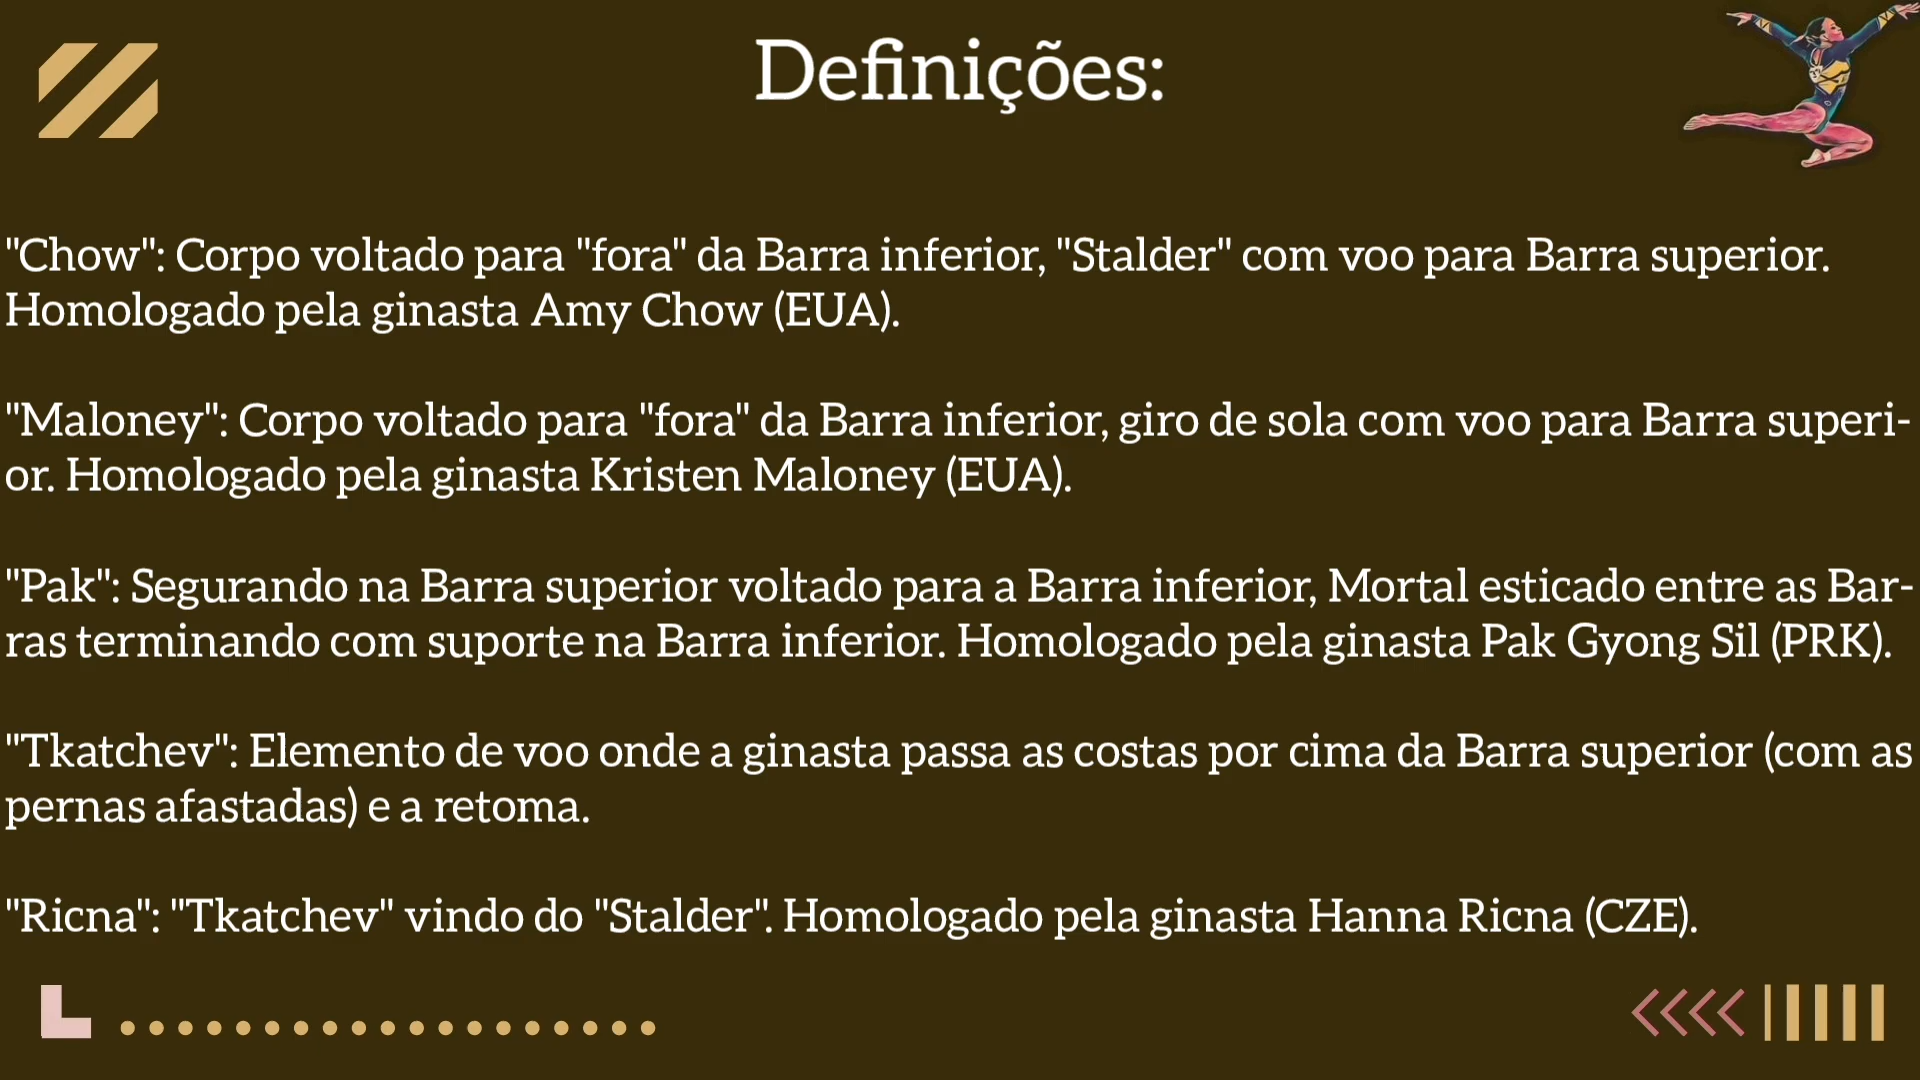 Definições:
"Chow": Corpo voltado para "fora" da Barra inferior, "Stalder" com voo para Barra superior.
Homologado pela ginasta Amy Chow (EUA).
"Maloney": Corpo voltado para "fora" da Barra inferior, giro de sola com voo para Barra superi-
or. Homologado pela ginasta Kristen Maloney (EUA).
"Pak": Segurando na Barra superior voltado para a Barra inferior, Mortal esticado entre as Bar-
ras terminando com suporte na Barra inferior. Homologado pela ginasta Pak Gyong Sil (PRK).
"Tkatchev": Elemento de voo onde a ginasta passa as costas por cima da Barra superior (com as
pernas afastadas) e a retoma.
"Ricna": "Tkatchev" vindo do "Stalder". Homologado pela ginasta Hanna Ricna (CZE).